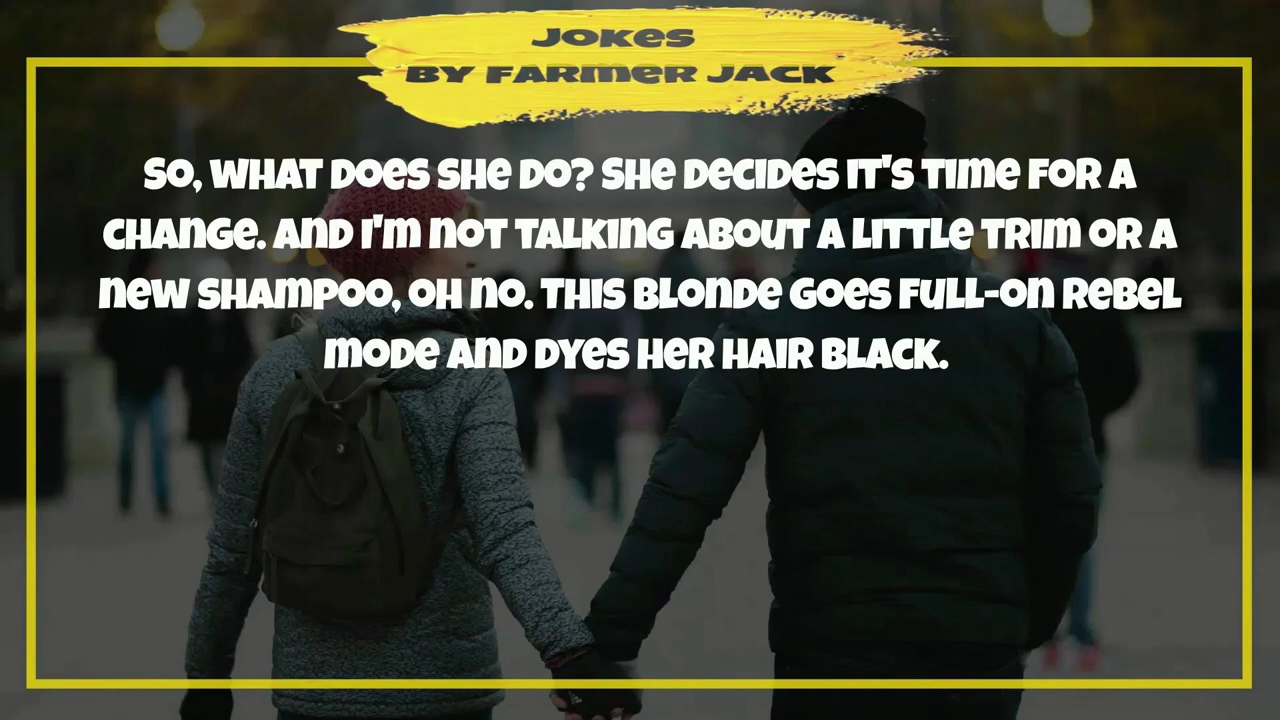 JOKES
BY FARMER JACK
SO, WHAT DOES SHE DO? SHE DECIDES IT'S TIME FOR A
CHANGE. AND I'M NOT TALKING ABOUT A LITTLE TRIM OR A
NEW SHAMPOO, OH NO. THIS BLONDE GOES FULL-ON REBEL
MODE AND DYES HER HAIR BLACK.